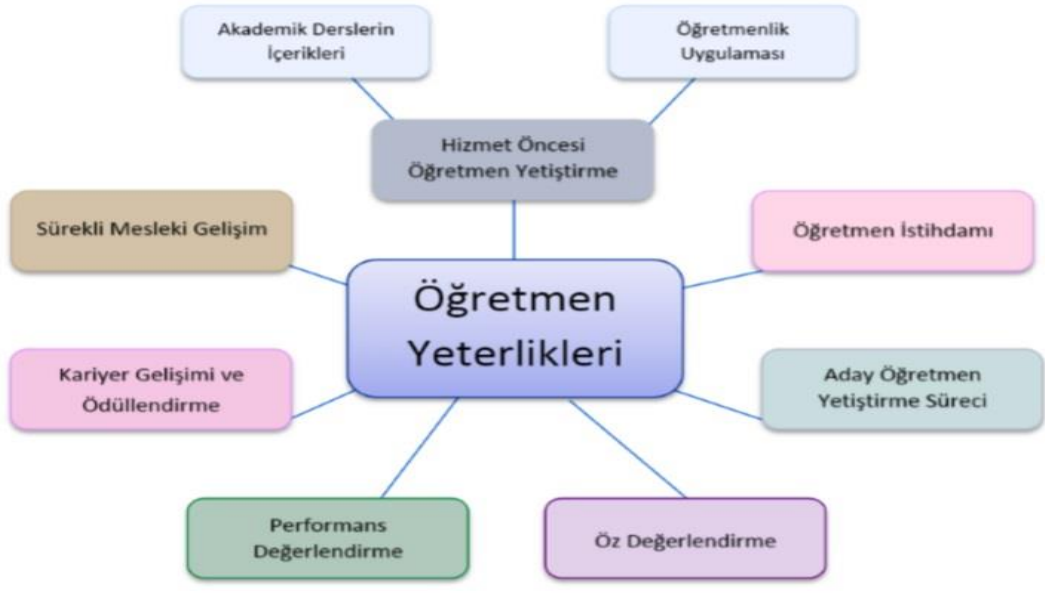 Akademik Derslerin
İçerikleri
Öğretmenlik
Uygulaması
Hizmet Öncesi
Öğretmen Yetiştirme
Sürekli Mesleki Gelişim
Öğretmen İstihdamı
Öğretmen
Yeterlikleri
Kariyer Gelişimi ve
Ödüllendirme
Aday Öğretmen
Yetiştirme Süreci
Performans
Değerlendirme
Öz Değerlendirme